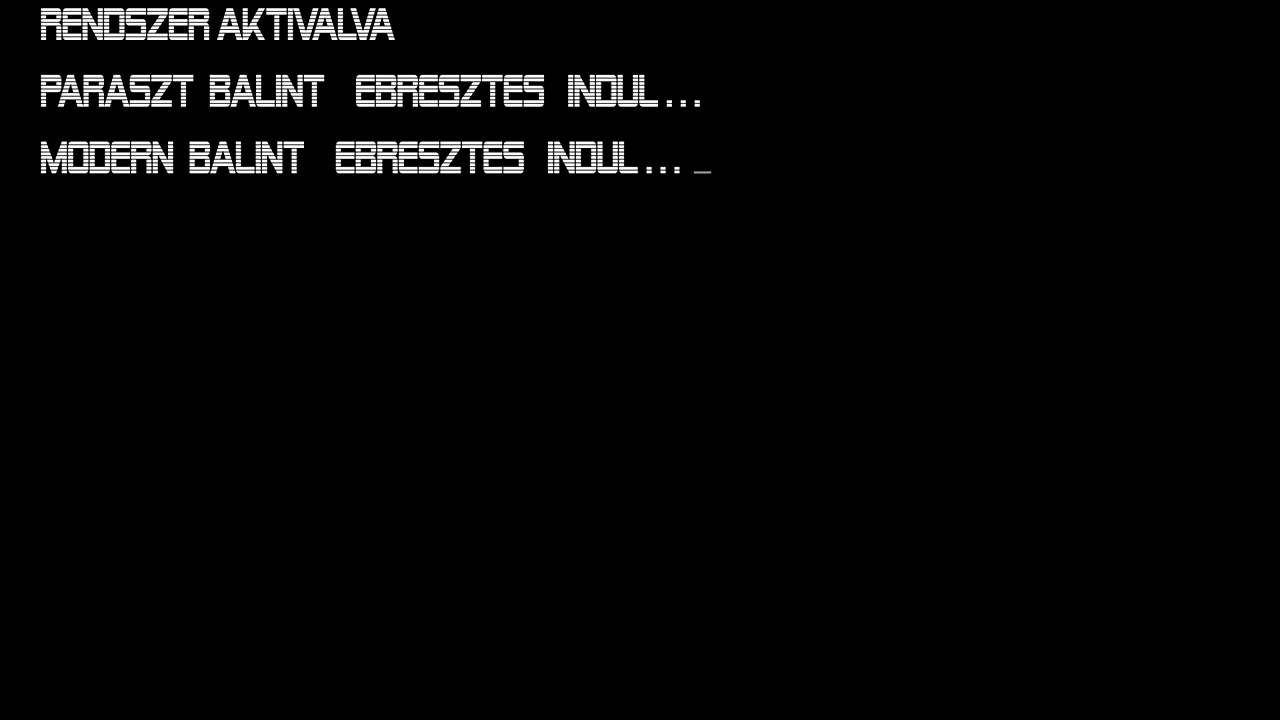 RENDSZER AKTIVALVA
PARASZT BALINT EBRESZTES INDUL...
MODERN BALINT EBRESZTES INDUL..._